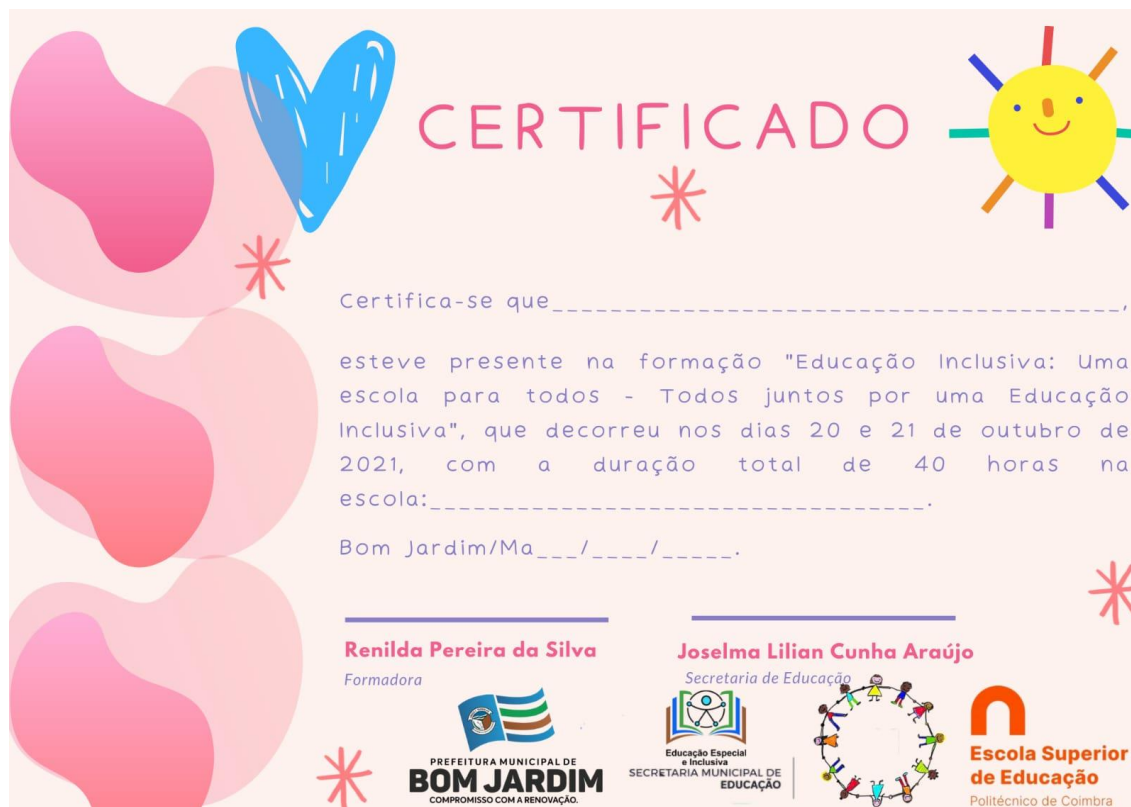 CERTIFICADO
Certifica-se que_______________________________________,
esteve presente na formação "Educação Inclusiva: Uma
escola para todos - Todos juntos por uma Educação
Inclusiva", que decorreu nos dias 20 e 21 de outubro de
2021, com a duração total de 40 horas na
escola:__________________________________.
Bom Jardim/Ma___/____/_____.
Renilda Pereira da Silva
Formadora
Joselma Lilian Cunha Araújo
Secretaria de Educação
PREFEITURA MUNICIPAL DE
BOM JARDIM
COMPROMISSO COM A RENOVAÇÃO.
Educação Especial
e Inclusiva
SECRETARIA MUNICIPAL DE
EDUCAÇÃO
Escola Superior
de Educação
Politécnico de Coimbra